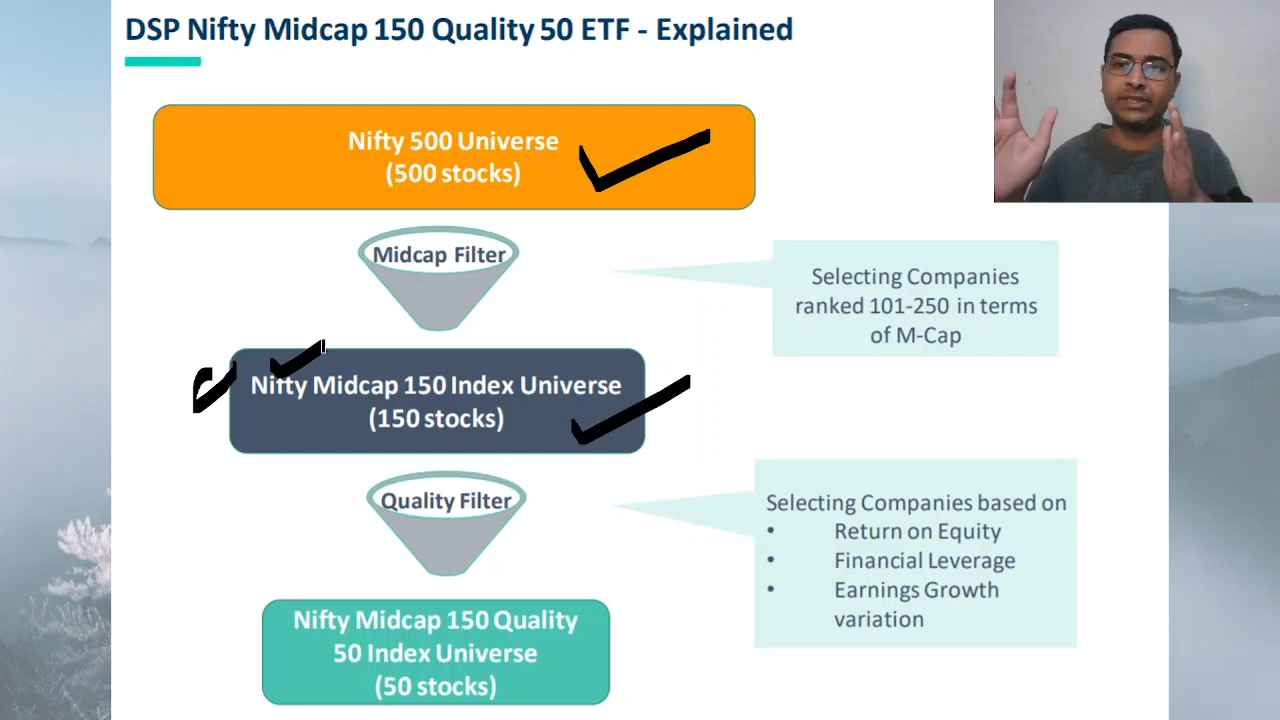 DSP Nifty Midcap 150 Quality 50 ETF - Explained
Nifty 500 Universe
(500 stocks)
Midcap Filter
Selecting Companies
ranked 101-250 in terms
of M-Cap
Nifty Midcap 150 Index Universe
(150 stocks)
Quality Filter
Selecting Companies based on
• Return on Equity
• Financial Leverage
• Earnings Growth
variation
Nifty Midcap 150 Quality
50 Index Universe
(50 stocks)